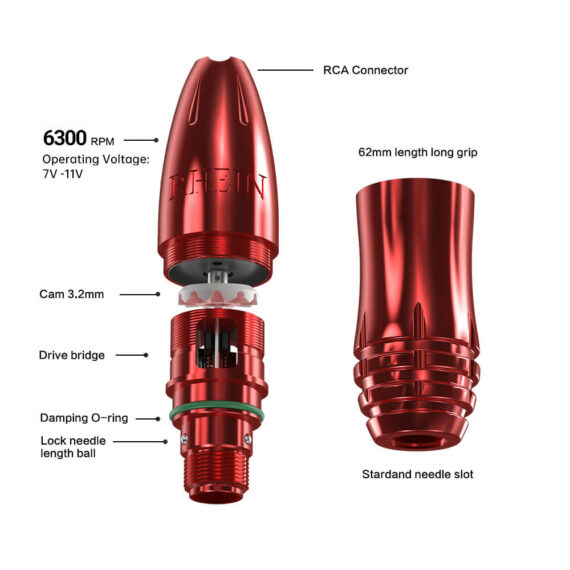 RCA Connector
6300 RPM
Operating Voltage:
7V -11V
62mm length long grip
RHEIN
Cam 3.2mm
Drive bridge
Damping O-ring
Lock needle
length ball
Stardand needle slot